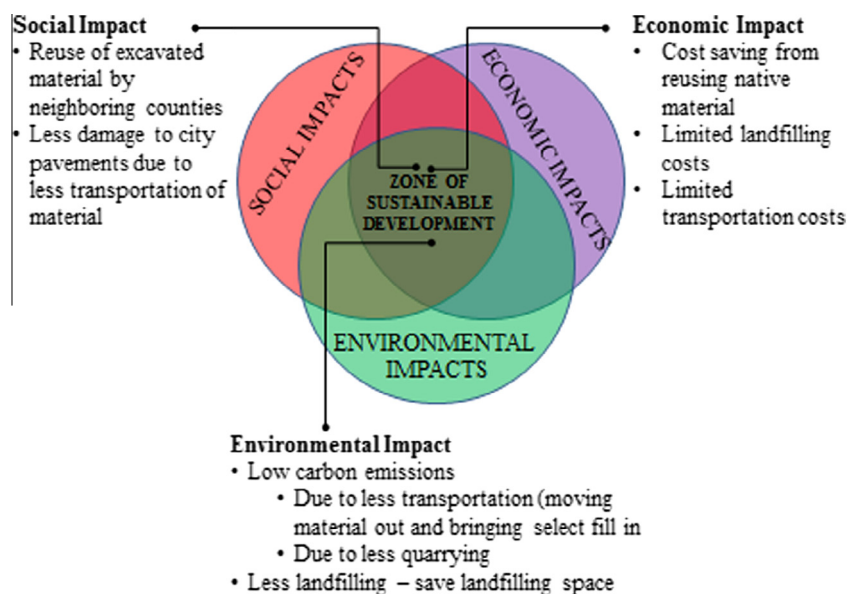 Social Impact
• Reuse of excavated
material by
neighboring counties
• Less damage to city
pavements due to
less transportation of
material
Economic Impact
• Cost saving from
reusing native
material
• Limited landfilling
costs
• Limited
transportation costs
SOCIAL IMPACTS
ECONOMIC IMPACTS
ZONE OF
SUSTAINABLE
DEVELOPMENT
ENVIRONMENTAL
IMPACTS
Environmental Impact
• Low carbon emissions
• Due to less transportation (moving
material out and bringing select fill in
• Due to less quarrying
• Less landfilling – save landfilling space